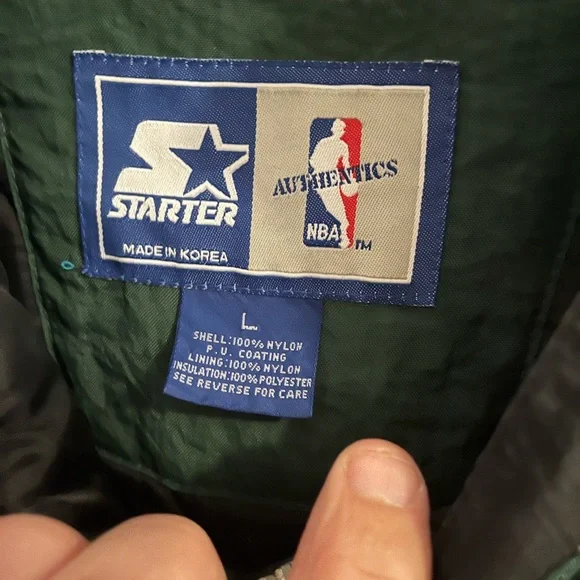 STARTER
MADE IN KOREA
AUTHENTICS
NBA
TM
L
SHELL:100% NYLON
P.U. COATING
LINING:100% NYLON
INSULATION:100% POLYESTER
SEE REVERSE FOR CARE